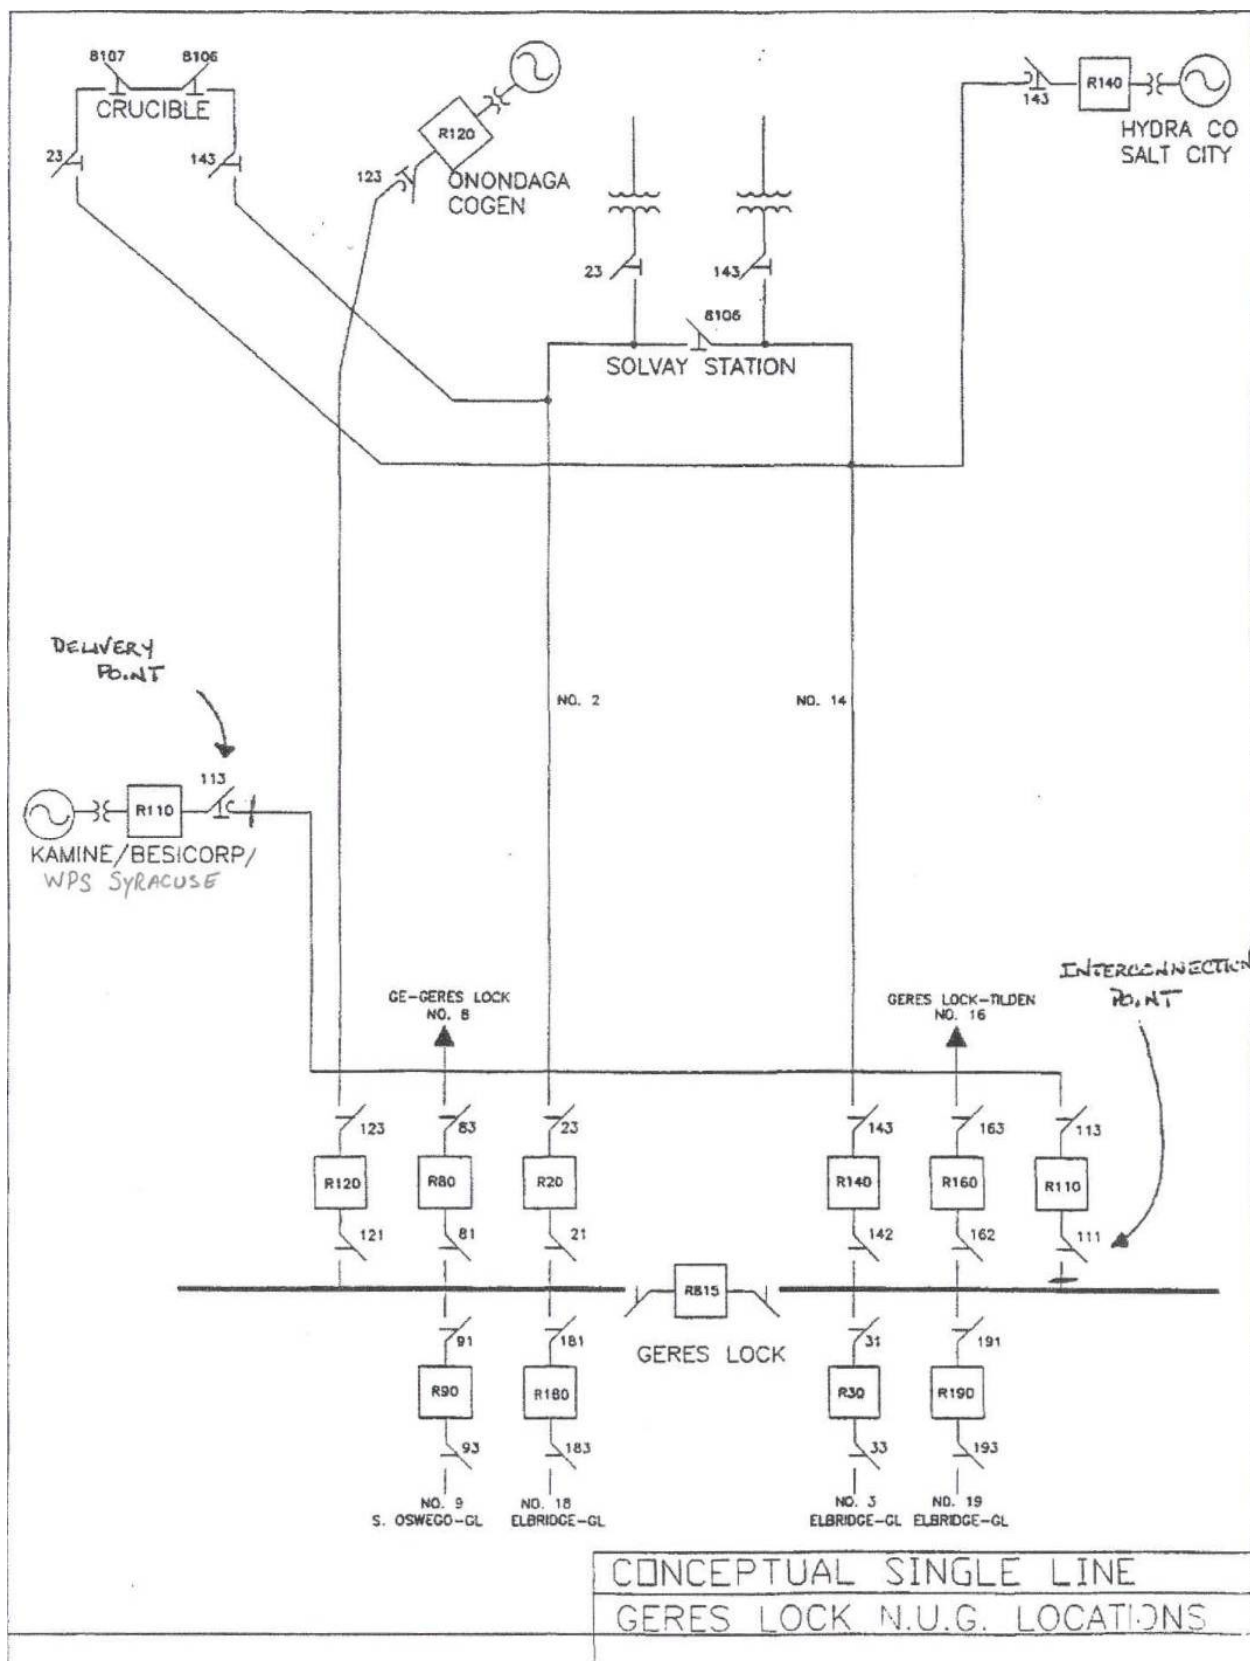 8107
8106
CRUCIBLE
23
143
R120
123
ONONDAGA
COGEN
143
R140
HYDRA CO
SALT CITY
23
143
8106
SOLVAY STATION
DELIVERY
POINT
NO. 2
NO. 14
113
R110
KAMINE/BESICORP/
WPS SYRACUSE
INTERCONNECTION
POINT
GE-GERES LOCK
NO. 8
GERES LOCK-TILDEN
NO. 16
123
83
23
143
163
113
R120
R80
R20
R140
R160
R110
121
81
21
142
162
111
R815
GERES LOCK
91
181
31
191
R90
R180
R30
R190
93
183
33
193
NO. 9
S. OSWEGO-GL
NO. 18
ELBRIDGE-GL
NO. 3
ELBRIDGE-GL
NO. 19
ELBRIDGE-GL
CONCEPTUAL SINGLE LINE
GERES LOCK N.U.G. LOCATIONS